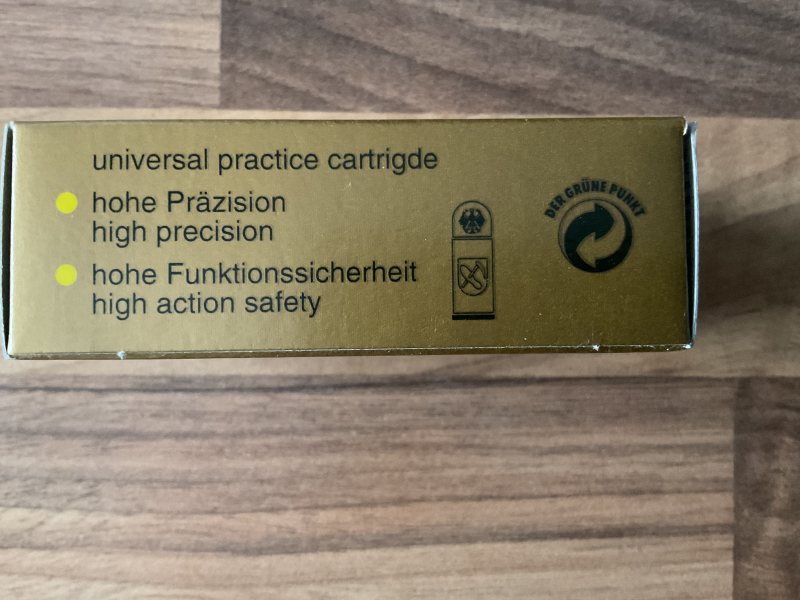 universal practice cartrigde
hohe Präzision
high precision
hohe Funktionssicherheit
high action safety
DER GRÜNE PUNKT